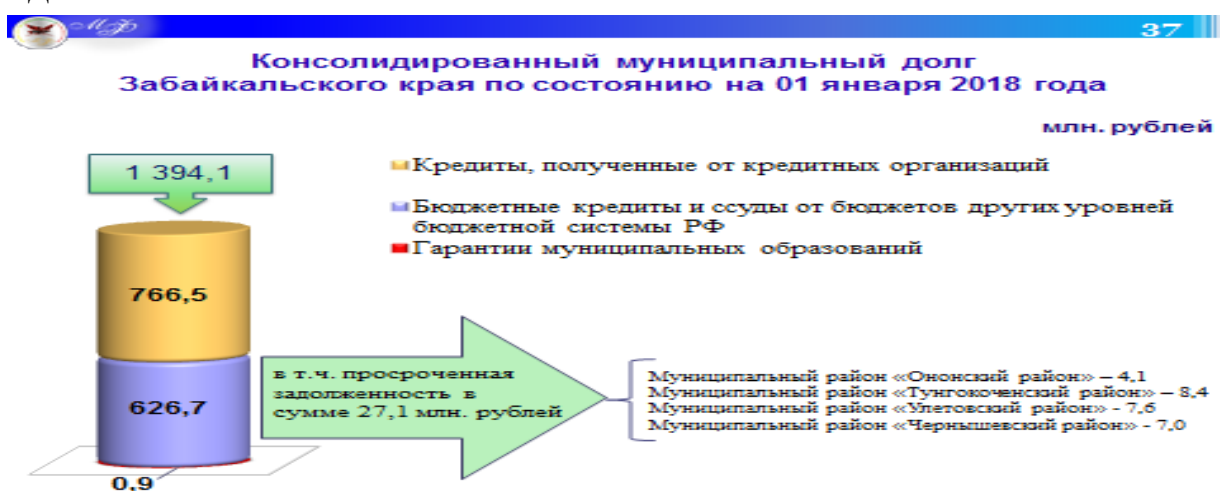 МФ
37
Консолидированный муниципальный долг
Забайкальского края по состоянию на 01 января 2018 года
млн. рублей
1 394,1
Кредиты, полученные от кредитных организаций
Бюджетные кредиты и ссуды от бюджетов других уровней
бюджетной системы РФ
Гарантии муниципальных образований
766,5
626,7
0,9
в т.ч. просроченная
задолженность в
сумме 27,1 млн. рублей
Муниципальный район «Ононский район» – 4,1
Муниципальный район «Тунгокоченский район» – 8,4
Муниципальный район «Улетовский район» - 7,6
Муниципальный район «Чернышевский район» - 7,0